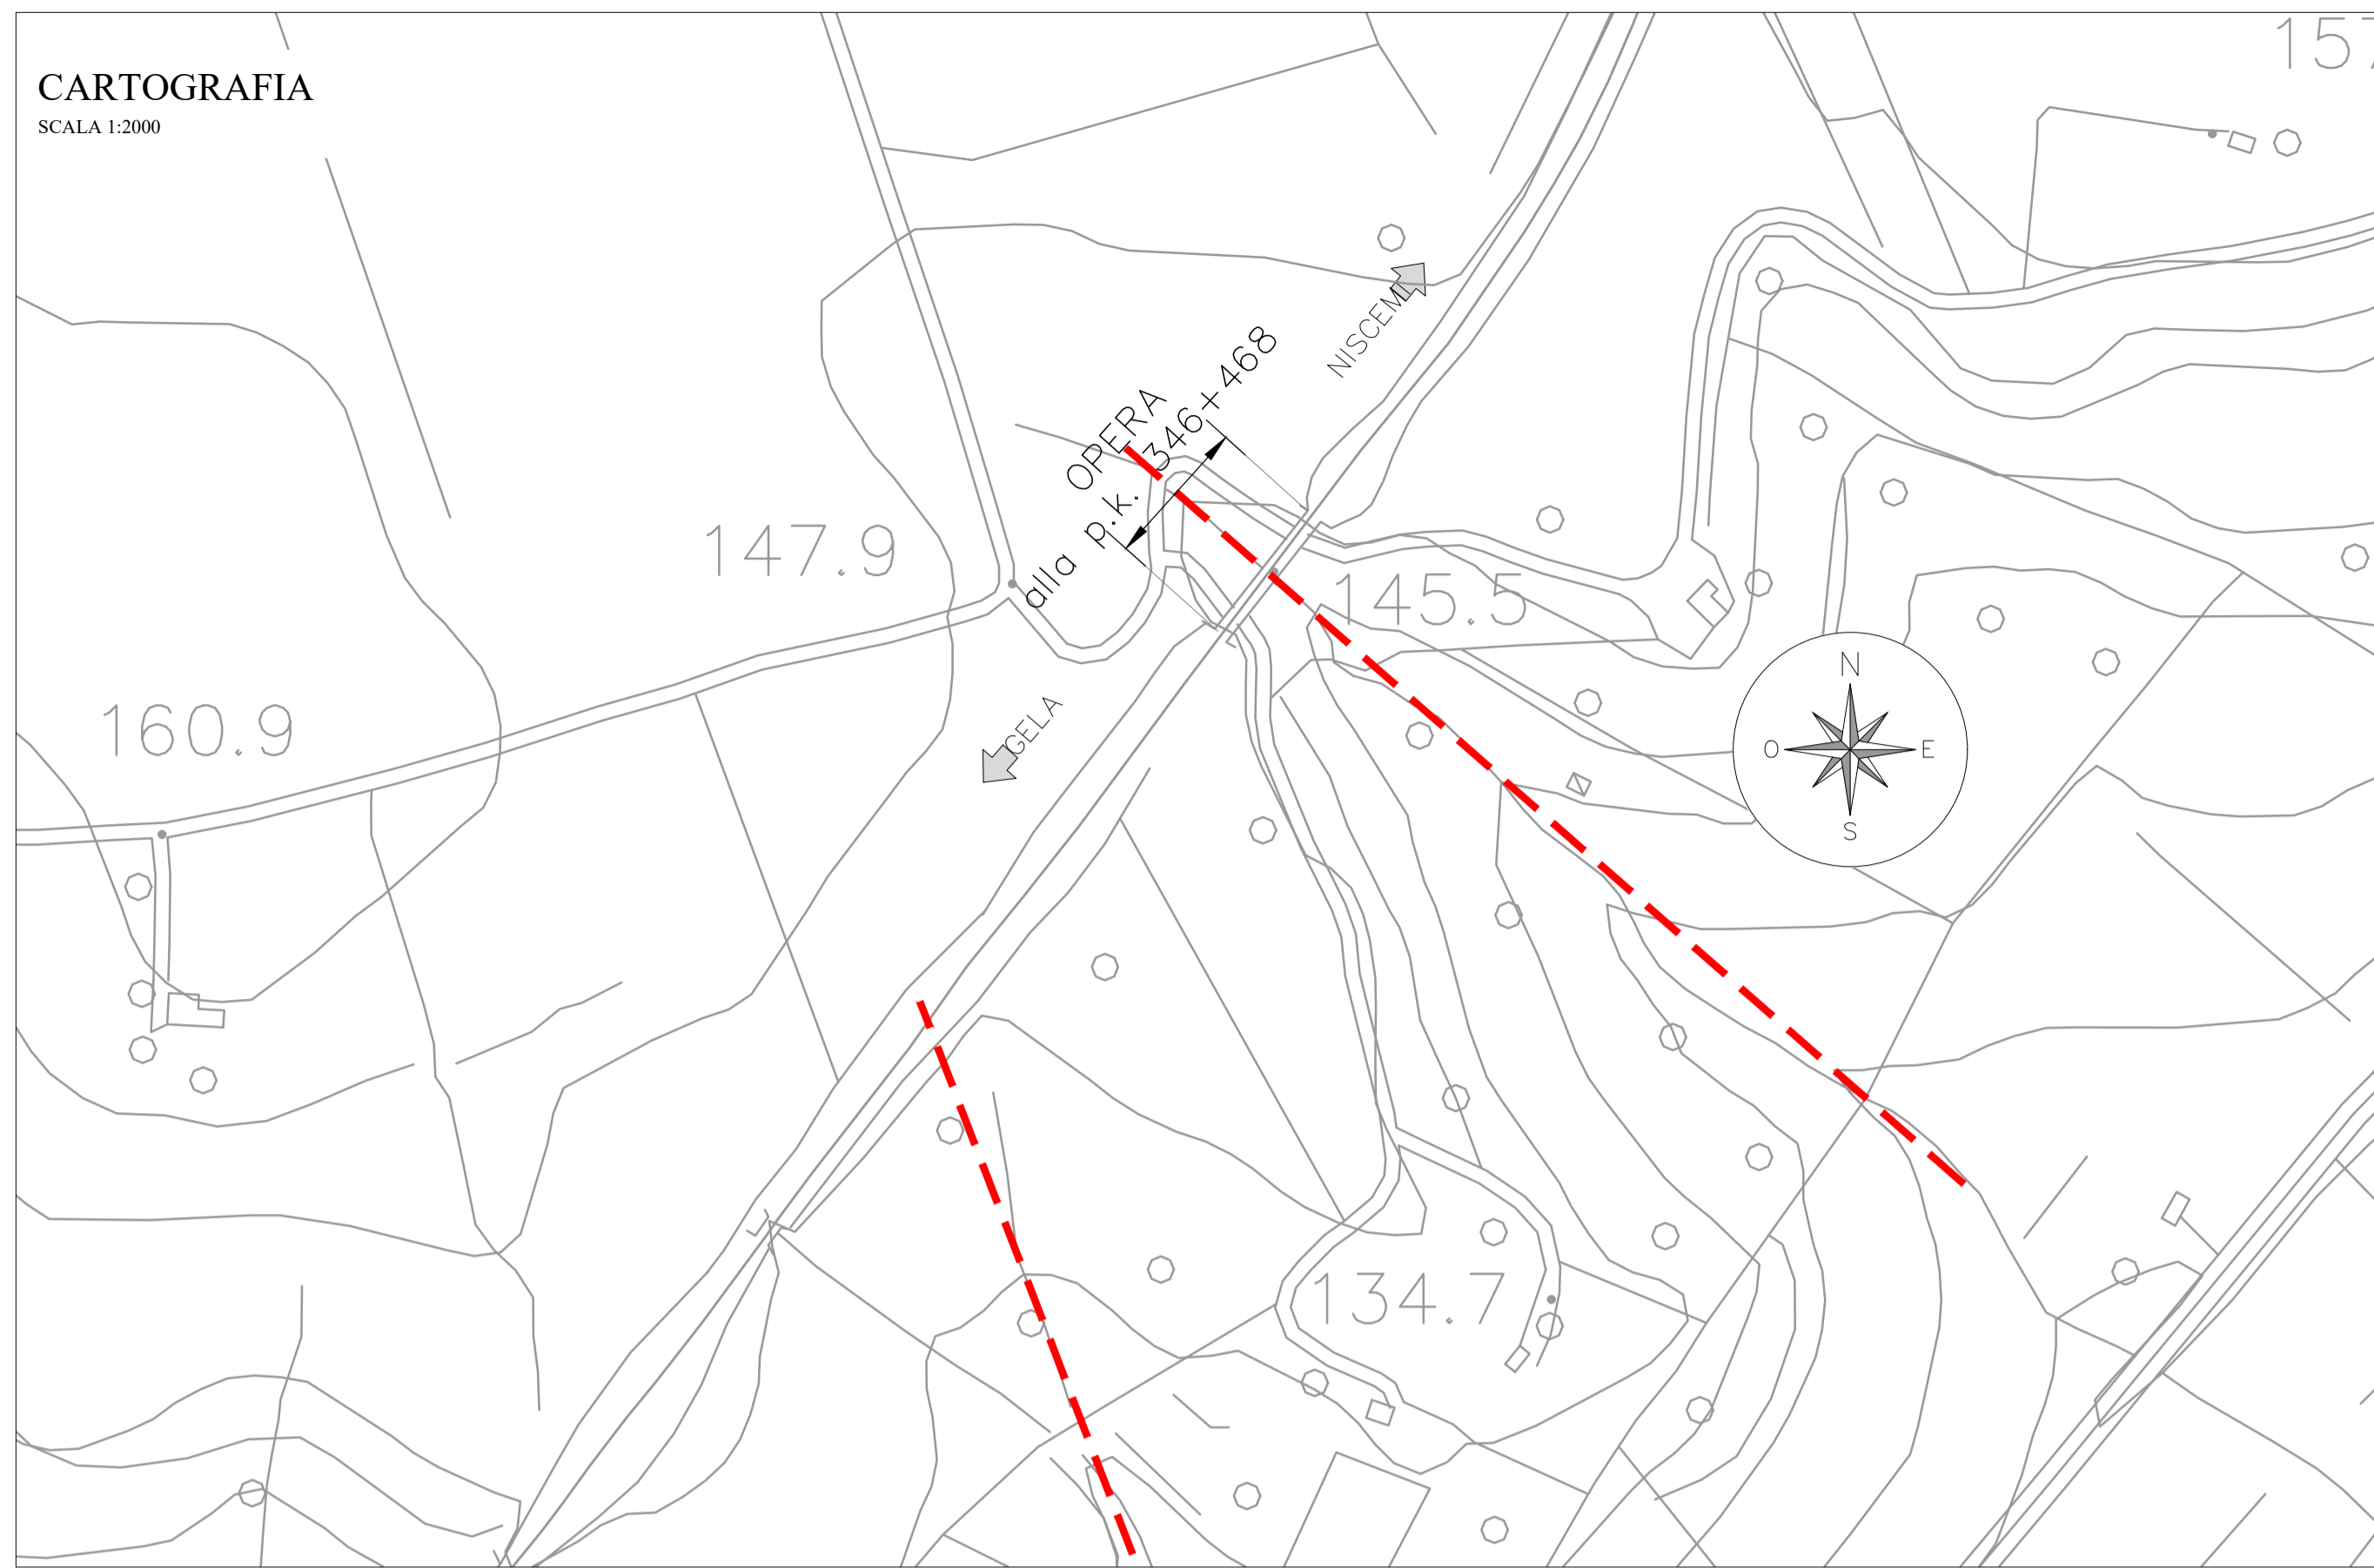 CARTOGRAFIA
SCALA 1:2000
OPERA
alla p.k. 346+468
NISCEMI
GELA
147.9
145.5
160.9
134.7
N
O
E
S